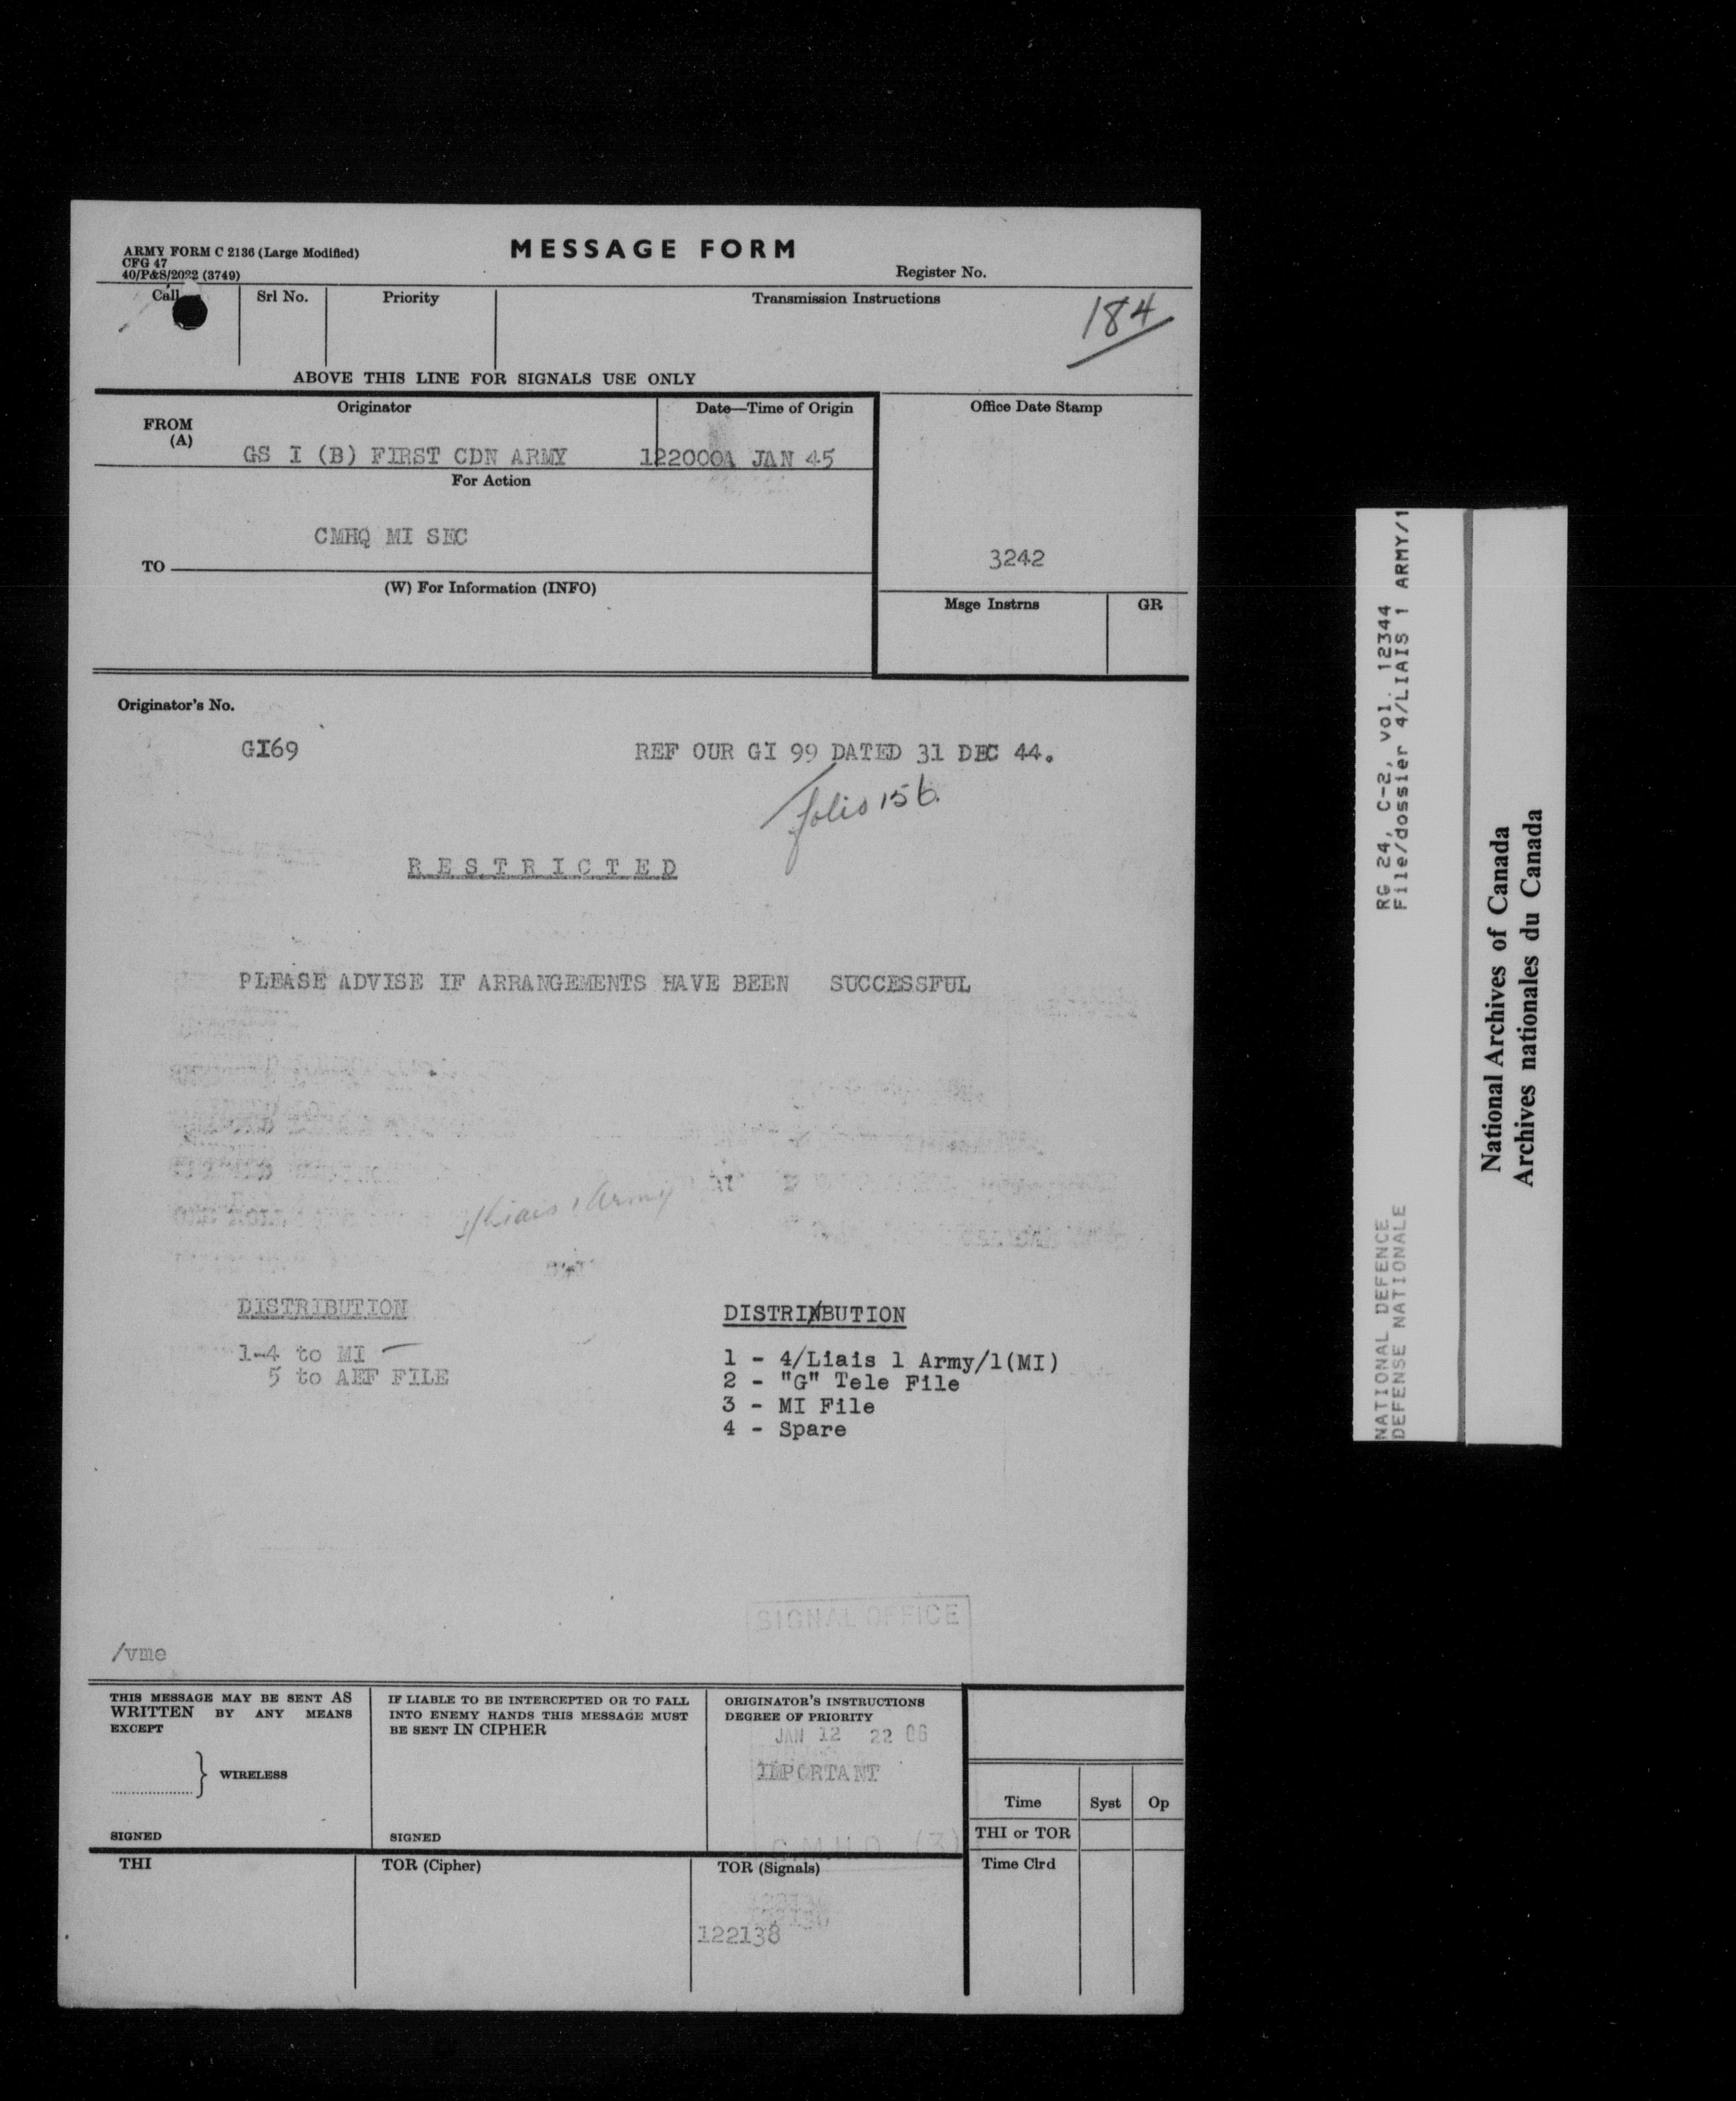 ARMY FORM C 2136 (Large Modified)
CFG 47
40/P&S/2022 (3749)
MESSAGE FORM
Register No.
Call
Srl No.
Priority
Transmission Instructions
184
ABOVE THIS LINE FOR SIGNALS USE ONLY
FROM
(A)
Originator
Date—Time of Origin
Office Date Stamp
GS I (B) FIRST CDN ARMY 122000A JAN 45
For Action
CMHQ MI SEC
TO
3242
(W) For Information (INFO)
Msge Instrns
GR
Originator's No.
GI69 REF OUR GI 99 DATED 31 DEC 44.
folio 156.
RESTRICTED
PLEASE ADVISE IF ARRANGEMENTS HAVE BEEN SUCCESSFUL
Liais 1 Army
DISTRIBUTION
1-4 to MI
5 to AEF FILE
DISTRIBUTION
1 - 4/Liais 1 Army/1(MI)
2 - "G" Tele File
3 - MI File
4 - Spare
SIGNAL OFFICE
/vme
THIS MESSAGE MAY BE SENT AS
WRITTEN BY ANY MEANS
EXCEPT
WIRELESS
SIGNED
IF LIABLE TO BE INTERCEPTED OR TO FALL
INTO ENEMY HANDS THIS MESSAGE MUST
BE SENT IN CIPHER
SIGNED
ORIGINATOR'S INSTRUCTIONS
DEGREE OF PRIORITY
JAN 12 22 06
IMPORTANT
C.M.H.Q. (3)
Time
Syst
Op
THI or TOR
Time Clrd
THI
TOR (Cipher)
TOR (Signals)
122138
NATIONAL DEFENCE RG 24, C-2, vol. 12344
DEFENSE NATIONALE File/dossier 4/LIAIS 1 ARMY/1
National Archives of Canada
Archives nationales du Canada